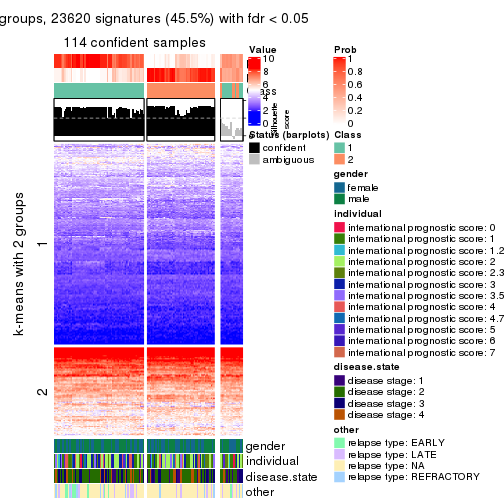 groups, 23620 signatures (45.5%) with fdr < 0.05
114 confident samples
k-means with 2 groups
1
2
gender
individual
disease.state
other
Value
10
8
6
4
2
0
Silhouette
score
Status (barplots)
confident
ambiguous
Prob
1
0.8
0.6
0.4
0.2
0
Class
1
2
gender
female
male
individual
international prognostic score: 0
international prognostic score: 1
international prognostic score: 1.2
international prognostic score: 2
international prognostic score: 2.3
international prognostic score: 3
international prognostic score: 3.5
international prognostic score: 4
international prognostic score: 4.7
international prognostic score: 5
international prognostic score: 6
international prognostic score: 7
disease.state
disease stage: 1
disease stage: 2
disease stage: 3
disease stage: 4
other
relapse type: EARLY
relapse type: LATE
relapse type: NA
relapse type: REFRACTORY